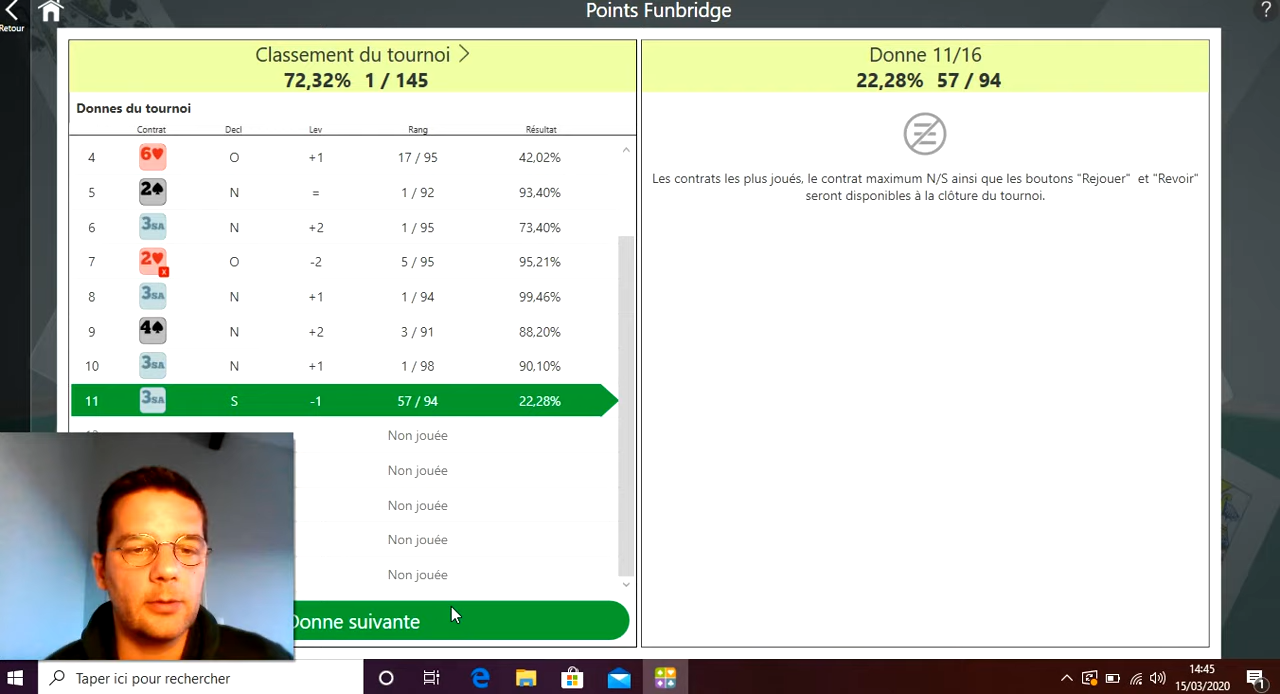 Points Funbridge
?
Retour
Classement du tournoi >
72,32% 1 / 145
Donnes du tournoi
Contrat Decl Lev Rang Résultat
4 6♥ O +1 17 / 95 42,02%
5 2♠ N = 1 / 92 93,40%
6 3SA N +2 1 / 95 73,40%
7 2♥ x O -2 5 / 95 95,21%
8 3SA N +1 1 / 94 99,46%
9 4♠ N +2 3 / 91 88,20%
10 3SA N +1 1 / 98 90,10%
11 3SA S -1 57 / 94 22,28%
Non jouée
Non jouée
Non jouée
Non jouée
Non jouée
Donne suivante
Donne 11/16
22,28% 57 / 94
Les contrats les plus joués, le contrat maximum N/S ainsi que les boutons "Rejouer" et "Revoir"
seront disponibles à la clôture du tournoi.
Taper ici pour rechercher
14:45
15/03/2020
1